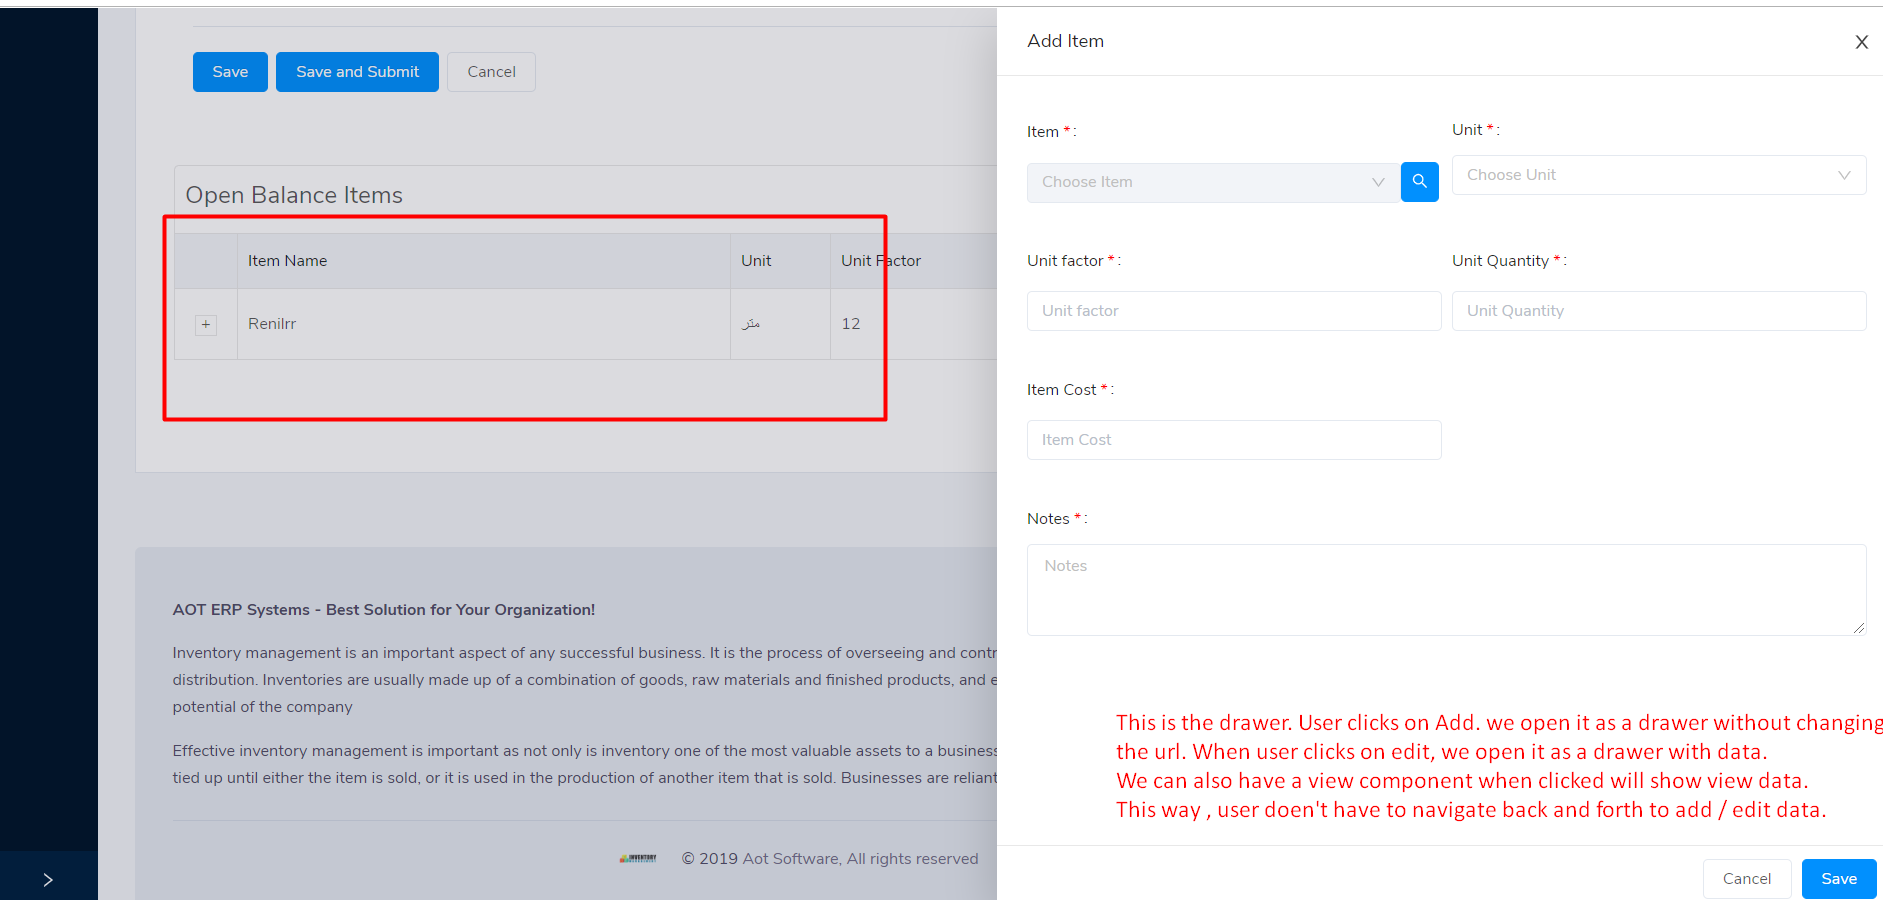 Save Save and Submit Cancel
Open Balance Items
Item Name Unit Unit Factor
+ Renilrr متر 12
AOT ERP Systems - Best Solution for Your Organization!
Inventory management is an important aspect of any successful business. It is the process of overseeing and contr
distribution. Inventories are usually made up of a combination of goods, raw materials and finished products, and e
potential of the company
Effective inventory management is important as not only is inventory one of the most valuable assets to a business
tied up until either the item is sold, or it is used in the production of another item that is sold. Businesses are reliant
INVENTORY © 2019 Aot Software, All rights reserved
Add Item X
Item * : Unit * :
Choose Item Choose Unit
Unit factor * : Unit Quantity * :
Unit factor Unit Quantity
Item Cost * :
Item Cost
Notes * :
Notes
This is the drawer. User clicks on Add. we open it as a drawer without changing
the url. When user clicks on edit, we open it as a drawer with data.
We can also have a view component when clicked will show view data.
This way , user doen't have to navigate back and forth to add / edit data.
Cancel Save